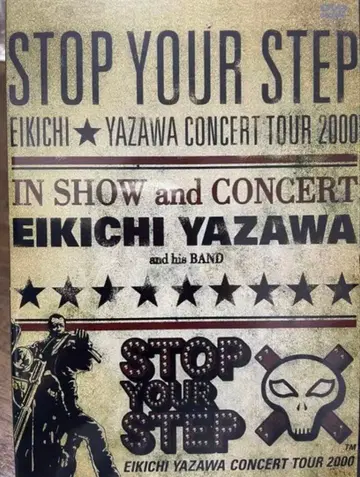 STOP YOUR STEP
EIKICHI ★ YAZAWA CONCERT TOUR 2000
IN SHOW and CONCERT
EIKICHI YAZAWA
and his BAND
★ ★ ★ ★ ★ ★ ★ ★ ★
STOP
YOUR
STEP
TM
EIKICHI YAZAWA CONCERT TOUR 2000